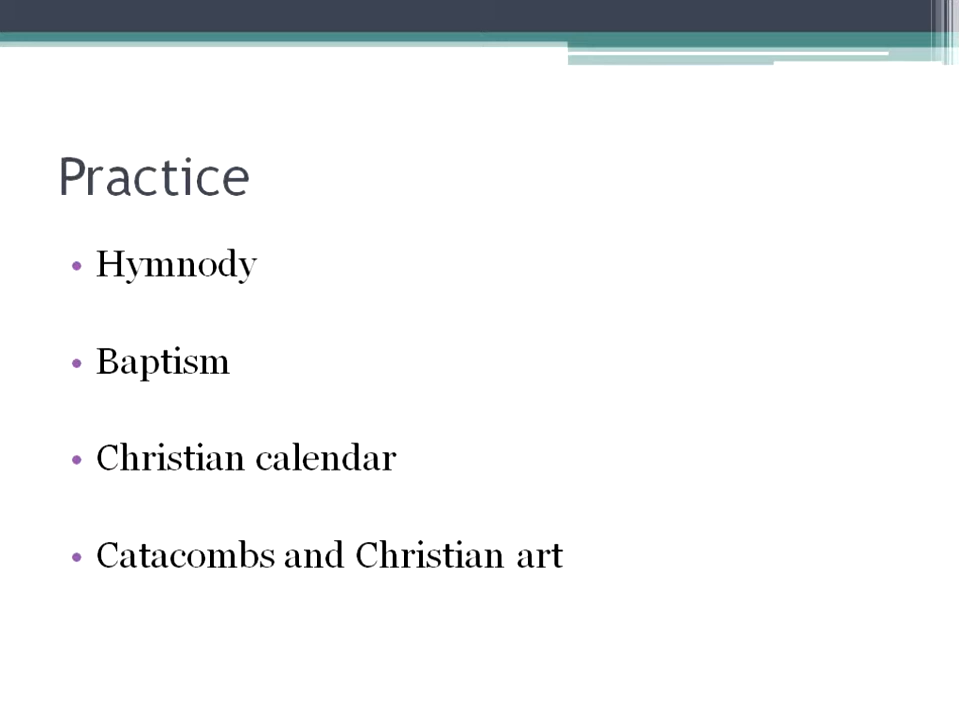 Practice
• Hymnody
• Baptism
• Christian calendar
• Catacombs and Christian art